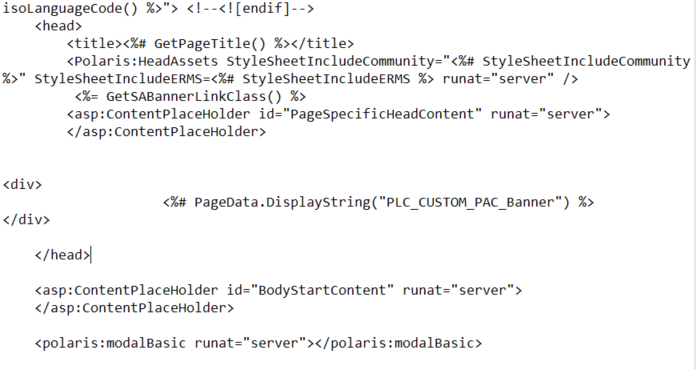 isoLanguageCode() %>"> <!--<![endif]-->
<head>
<title><%# GetPageTitle() %></title>
<Polaris:HeadAssets StyleSheetIncludeCommunity="<%# StyleSheetIncludeCommunity
%>" StyleSheetIncludeERMS=<%# StyleSheetIncludeERMS %> runat="server" />
<%= GetSABannerLinkClass() %>
<asp:ContentPlaceHolder id="PageSpecificHeadContent" runat="server">
</asp:ContentPlaceHolder>
<div>
<%# PageData.DisplayString("PLC_CUSTOM_PAC_Banner") %>
</div>
</head>
<asp:ContentPlaceHolder id="BodyStartContent" runat="server">
</asp:ContentPlaceHolder>
<polaris:modalBasic runat="server"></polaris:modalBasic>